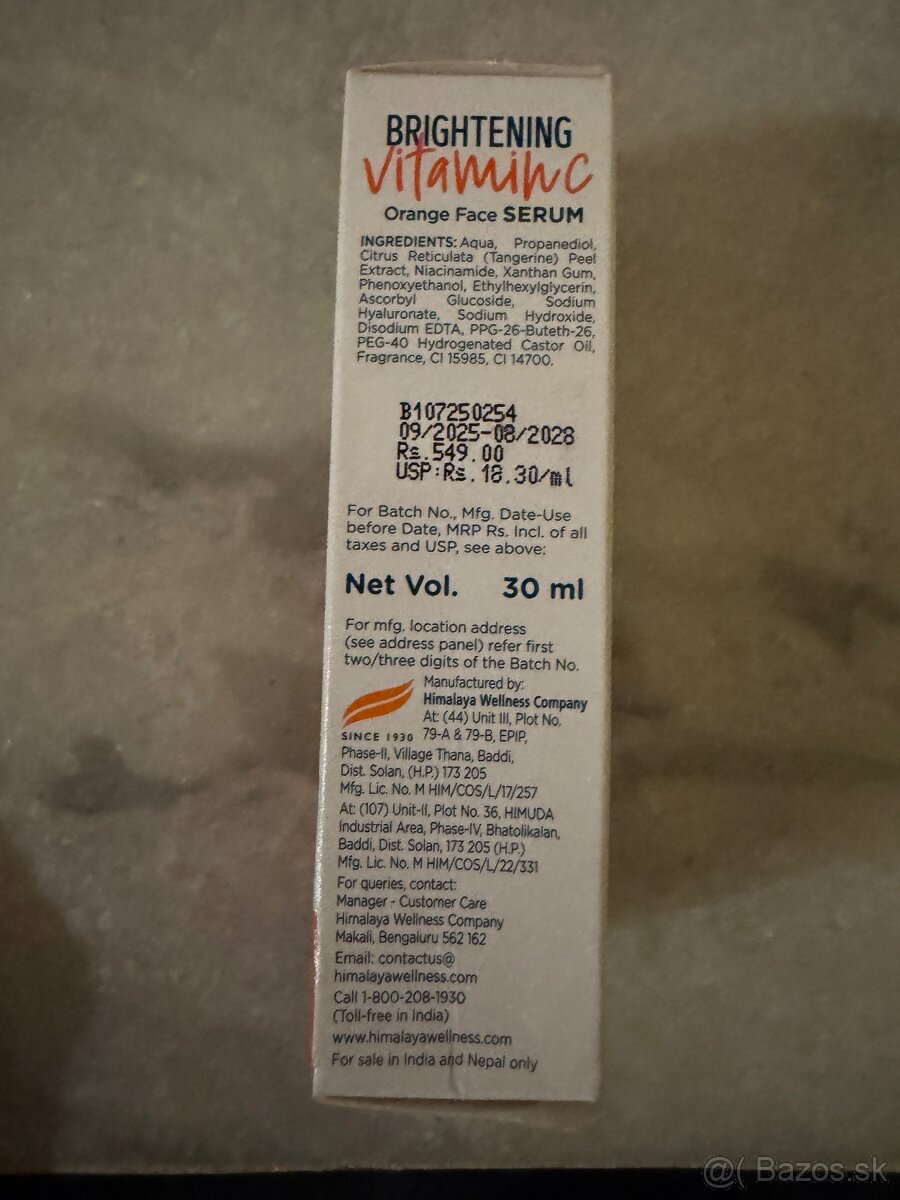 BRIGHTENING
vitamin c
Orange Face SERUM
INGREDIENTS: Aqua, Propanediol,
Citrus Reticulata (Tangerine) Peel
Extract, Niacinamide, Xanthan Gum,
Phenoxyethanol, Ethylhexylglycerin,
Ascorbyl Glucoside, Sodium
Hyaluronate, Sodium Hydroxide,
Disodium EDTA, PPG-26-Buteth-26,
PEG-40 Hydrogenated Castor Oil,
Fragrance, CI 15985, CI 14700.
B107250254
09/2025-08/2028
Rs.549.00
USP:Rs.18.30/ml
For Batch No., Mfg. Date-Use
before Date, MRP Rs. Incl. of all
taxes and USP, see above:
Net Vol. 30 ml
For mfg. location address
(see address panel) refer first
two/three digits of the Batch No.
Manufactured by:
Himalaya Wellness Company
At: (44) Unit III, Plot No.
SINCE 1930 79-A & 79-B, EPIP,
Phase-II, Village Thana, Baddi,
Dist. Solan, (H.P.) 173 205
Mfg. Lic. No. M HIM/COS/L/17/257
At: (107) Unit-II, Plot No. 36, HIMUDA
Industrial Area, Phase-IV, Bhatolikalan,
Baddi, Dist. Solan, 173 205 (H.P.)
Mfg. Lic. No. M HIM/COS/L/22/331
For queries, contact:
Manager - Customer Care
Himalaya Wellness Company
Makali, Bengaluru 562 162
Email: contactus@
himalayawellness.com
Call 1-800-208-1930
(Toll-free in India)
www.himalayawellness.com
For sale in India and Nepal only
@( Bazos.sk